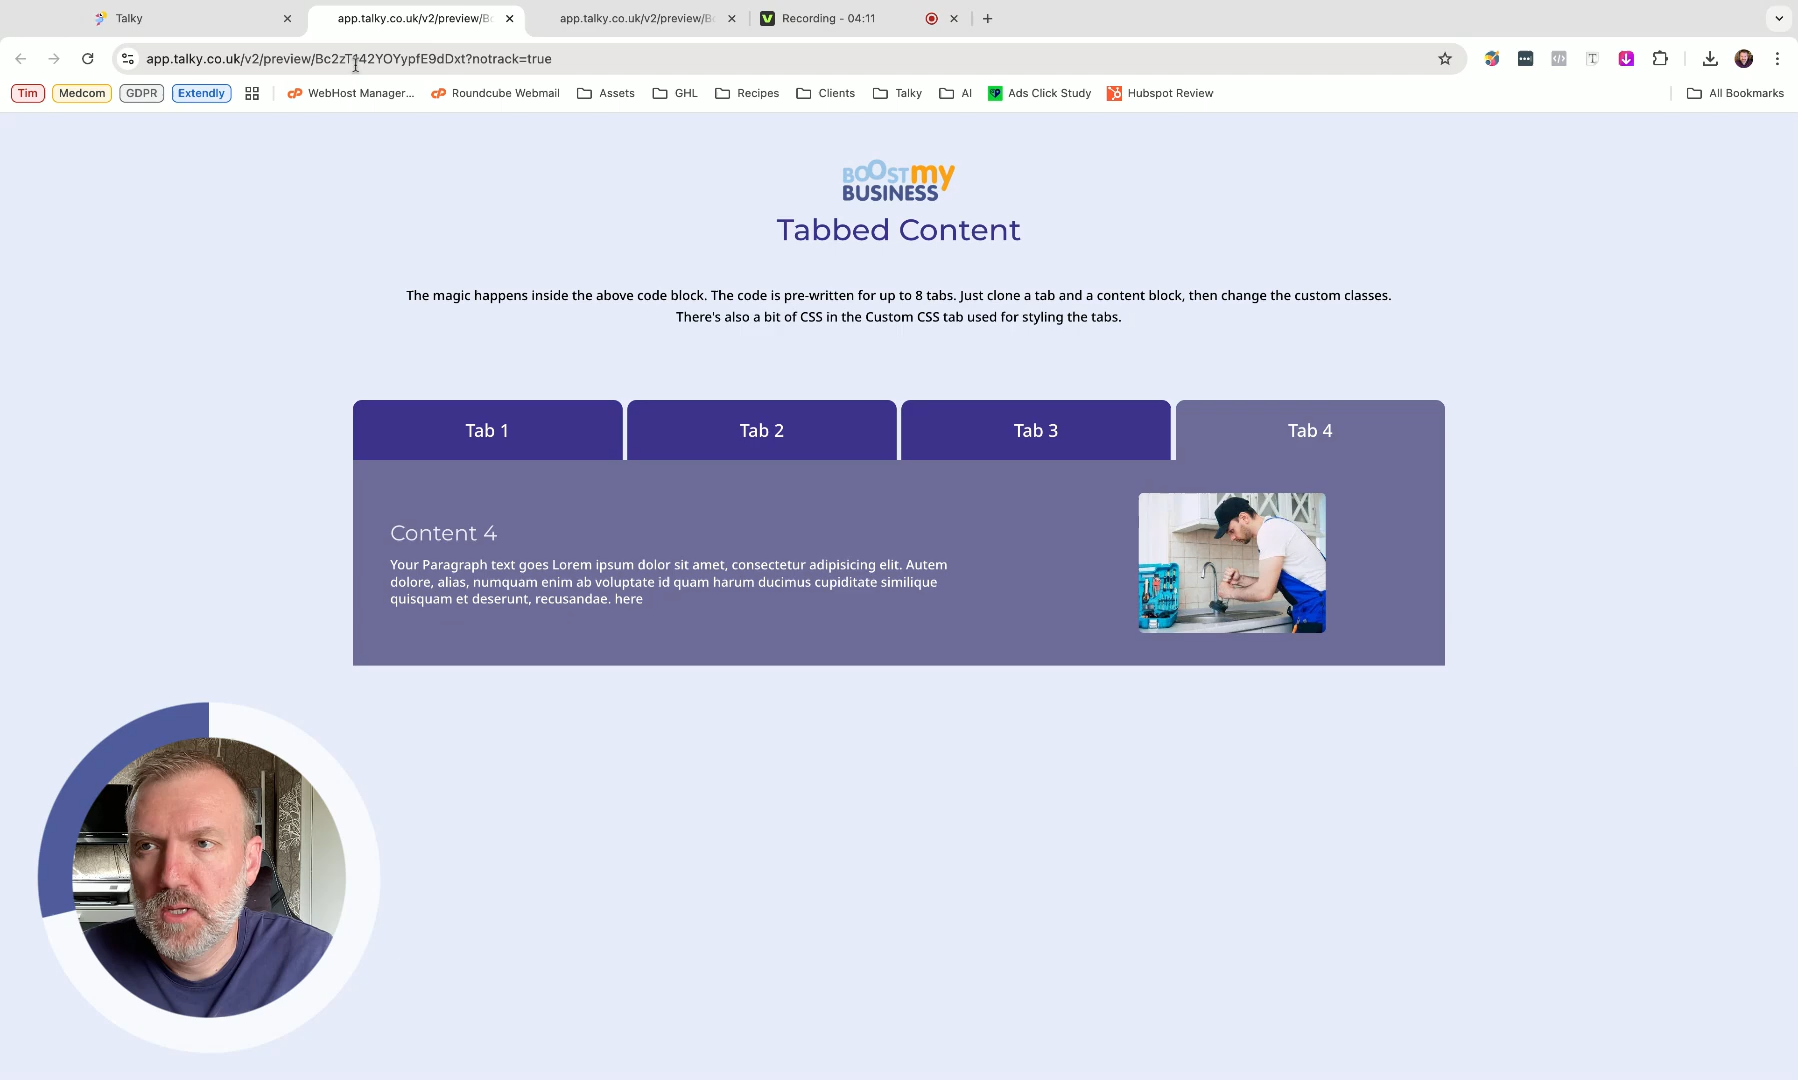 Talky
app.talky.co.uk/v2/preview/Bc
app.talky.co.uk/v2/preview/Bc
Recording - 04:11
app.talky.co.uk/v2/preview/Bc2zT142YOYypfE9dDxt?notrack=true
Tim
Medcom
GDPR
Extendly
WebHost Manager...
Roundcube Webmail
Assets
GHL
Recipes
Clients
Talky
AI
Ads Click Study
Hubspot Review
All Bookmarks
BOOST my
BUSINESS
Tabbed Content
The magic happens inside the above code block. The code is pre-written for up to 8 tabs. Just clone a tab and a content block, then change the custom classes.
There's also a bit of CSS in the Custom CSS tab used for styling the tabs.
Tab 1
Tab 2
Tab 3
Tab 4
Content 4
Your Paragraph text goes Lorem ipsum dolor sit amet, consectetur adipisicing elit. Autem
dolore, alias, numquam enim ab voluptate id quam harum ducimus cupiditate similique
quisquam et deserunt, recusandae. here